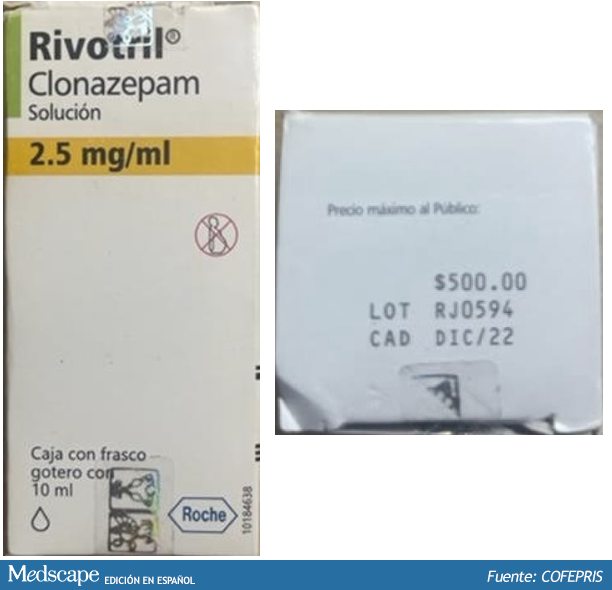 Rivotril®
Clonazepam
Solución
2.5 mg/ml
Caja con frasco
gotero con
10 ml
Roche
10184638
Precio máximo al Público:
$500.00
LOT RJ0594
CAD DIC/22
Medscape EDICIÓN EN ESPAÑOL
Fuente: COFEPRIS